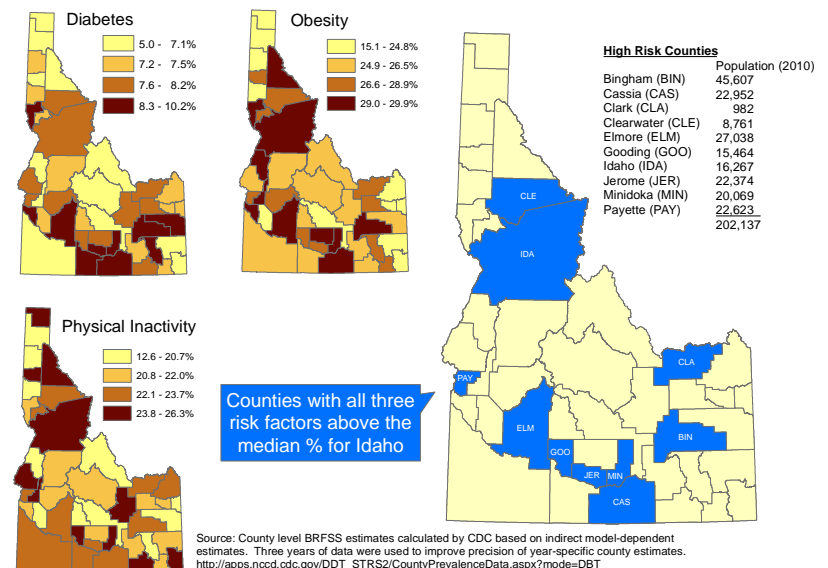 Diabetes
5.0 - 7.1%
7.2 - 7.5%
7.6 - 8.2%
8.3 - 10.2%
Obesity
15.1 - 24.8%
24.9 - 26.5%
26.6 - 28.9%
29.0 - 29.9%
High Risk Counties
Population (2010)
Bingham (BIN) 45,607
Cassia (CAS) 22,952
Clark (CLA) 982
Clearwater (CLE) 8,761
Elmore (ELM) 27,038
Gooding (GOO) 15,464
Idaho (IDA) 16,267
Jerome (JER) 22,374
Minidoka (MIN) 20,069
Payette (PAY) 22,623
202,137
CLE
IDA
CLA
PAY
ELM
BIN
GOO
JER
MIN
CAS
Physical Inactivity
12.6 - 20.7%
20.8 - 22.0%
22.1 - 23.7%
23.8 - 26.3%
Counties with all three
risk factors above the
median % for Idaho
Source: County level BRFSS estimates calculated by CDC based on indirect model-dependent
estimates. Three years of data were used to improve precision of year-specific county estimates.
http://apps.nccd.cdc.gov/DDT_STRS2/CountyPrevalenceData.aspx?mode=DBT